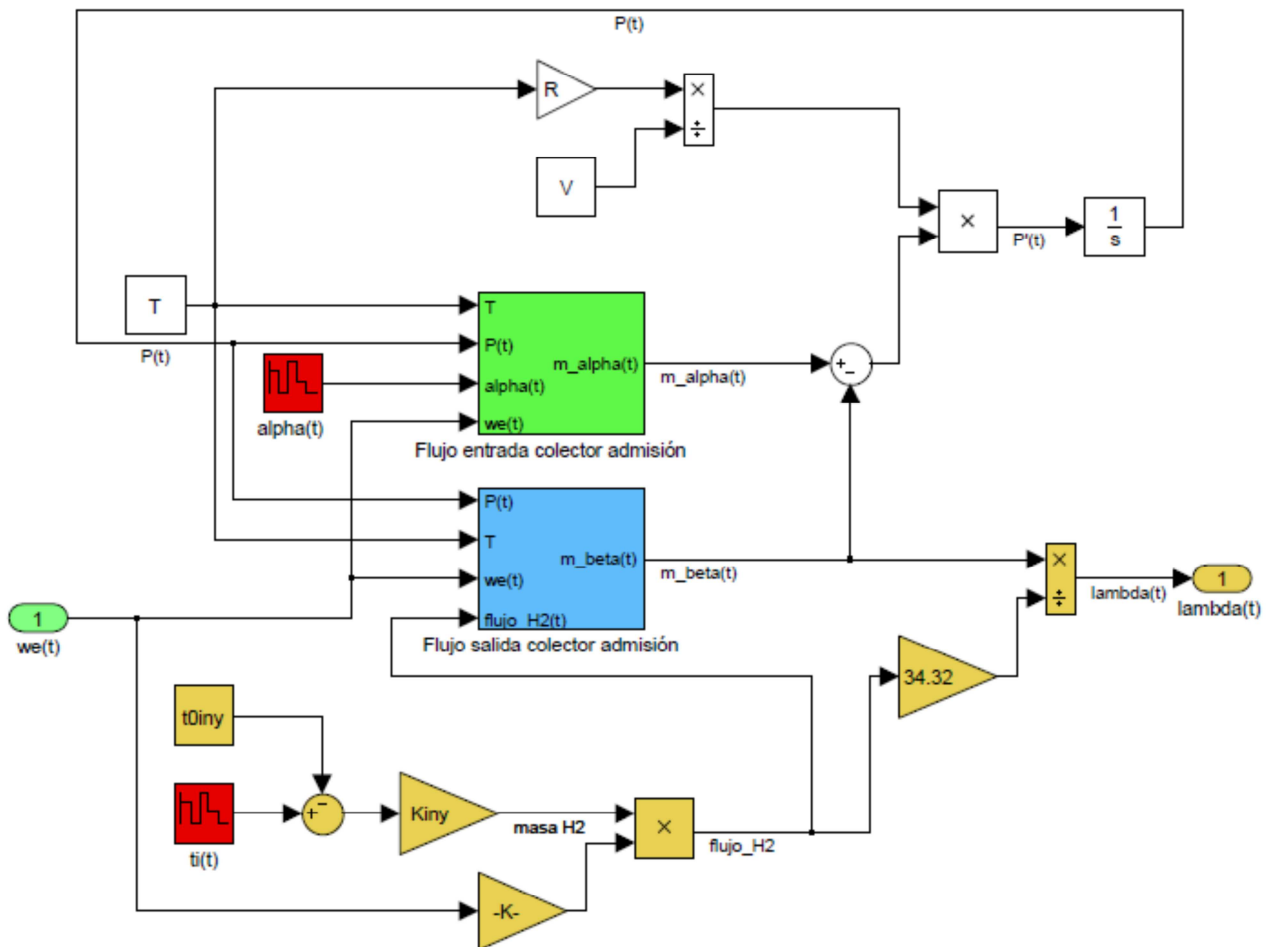 P(t)
R
×
÷
V
×
P'(t)
1
s
T
P(t)
T
P(t)
alpha(t)
we(t)
m_alpha(t)
m_alpha(t)
+
-
alpha(t)
Flujo entrada colector admisión
P(t)
T
we(t)
flujo_H2(t)
m_beta(t)
m_beta(t)
×
÷
lambda(t)
1
lambda(t)
1
we(t)
Flujo salida colector admisión
34.32
t0iny
-
+
ti(t)
Kiny
masa H2
×
flujo_H2
-K-